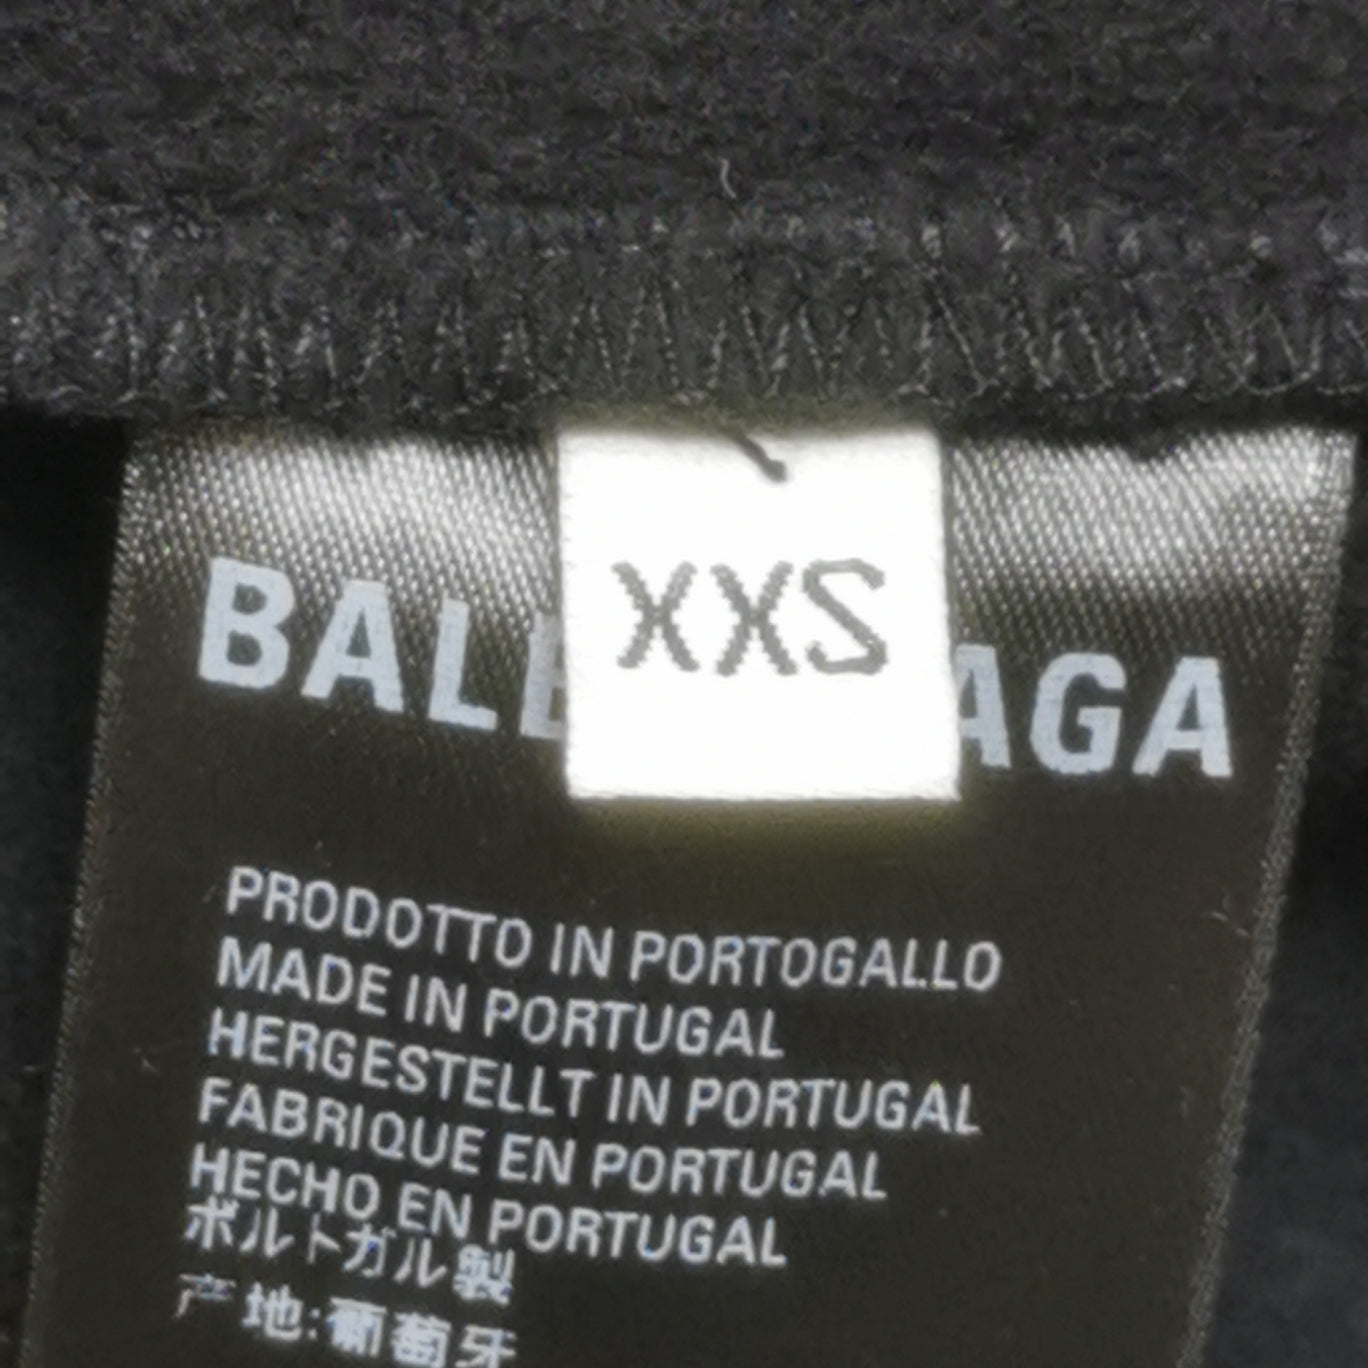 XXS
BALE AGA
PRODOTTO IN PORTOGALLO
MADE IN PORTUGAL
HERGESTELLT IN PORTUGAL
FABRIQUE EN PORTUGAL
HECHO EN PORTUGAL
ポルトガル製
产地:葡萄牙